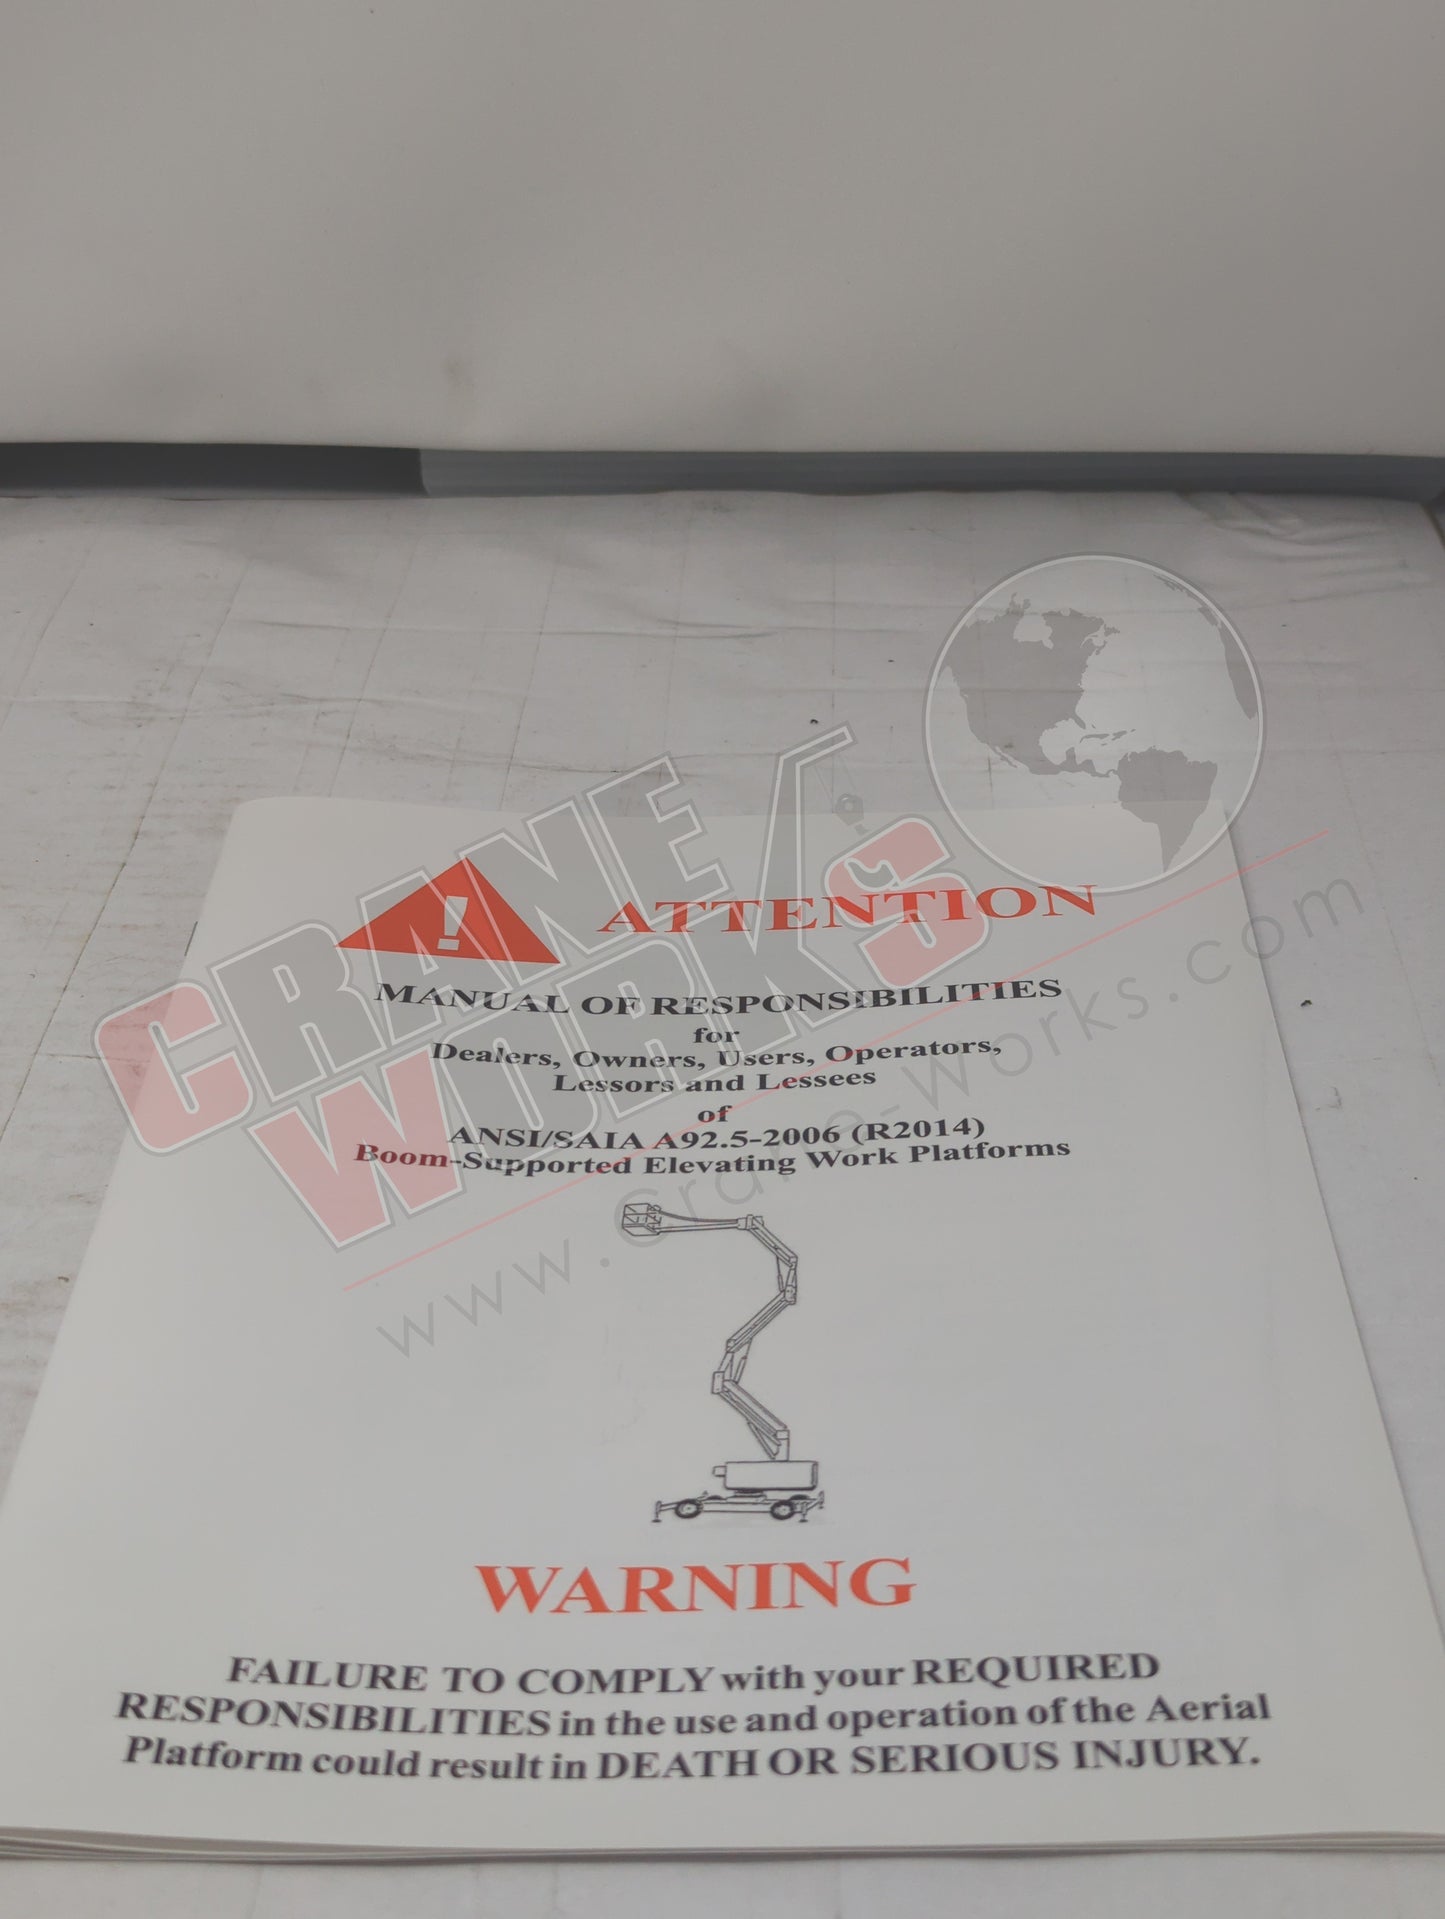 ATTENTION
MANUAL OF RESPONSIBILITIES
for
Dealers, Owners, Users, Operators,
Lessors and Lessees
of
ANSI/SAIA A92.5-2006 (R2014)
Boom-Supported Elevating Work Platforms
WARNING
FAILURE TO COMPLY with your REQUIRED
RESPONSIBILITIES in the use and operation of the Aerial
Platform could result in DEATH OR SERIOUS INJURY.
CRANE
WORKS
www.crane-works.com